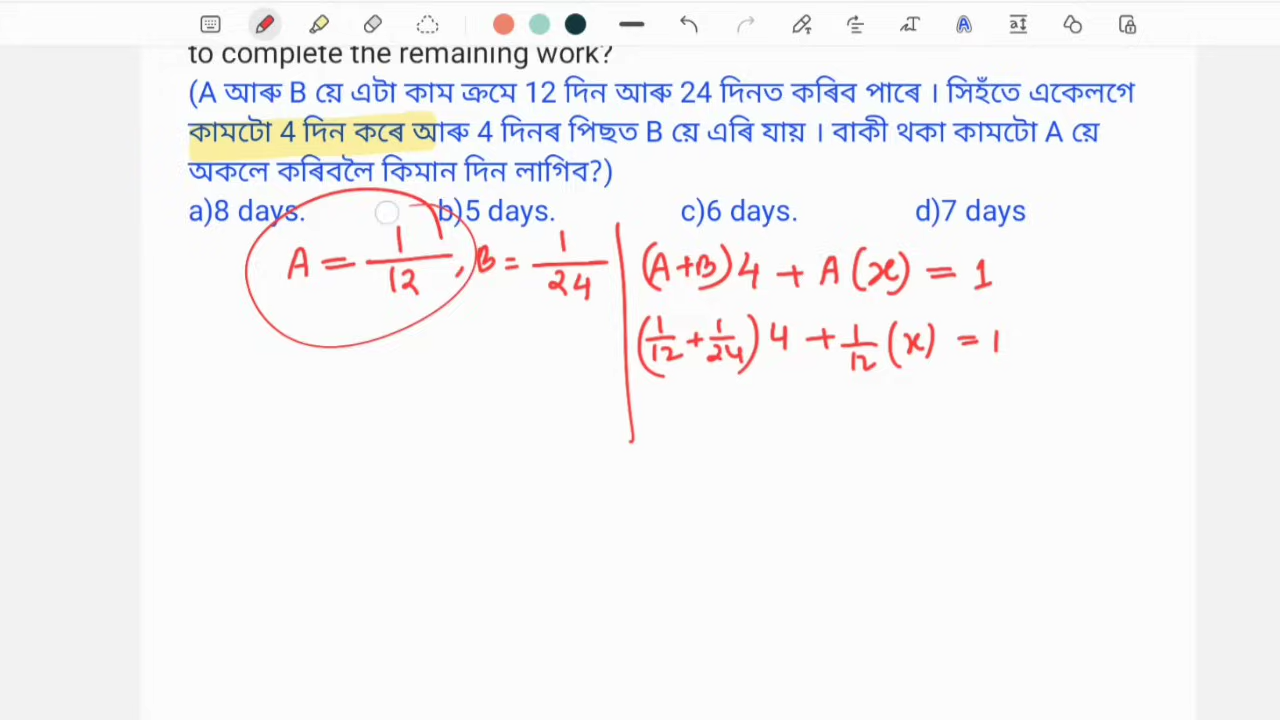 to complete the remaining work?
(A আৰু B য়ে এটা কাম ক্ৰমে 12 দিন আৰু 24 দিনত কৰিব পাৰে । সিহঁতে একেলগে
কামটো 4 দিন কৰে আৰু 4 দিনৰ পিছত B য়ে এৰি যায় । বাকী থকা কামটো A য়ে
অকলে কৰিবলৈ কিমান দিন লাগিব?)
a)8 days. b)5 days. c)6 days. d)7 days
A = 1/12, B = 1/24
(A+B)4 + A(x) = 1
(1/12 + 1/24)4 + 1/12(x) = 1